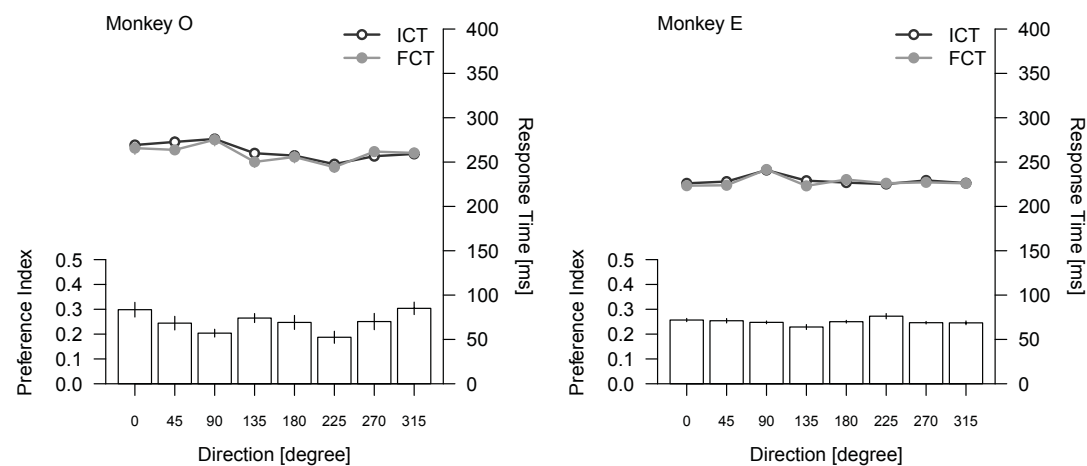 Monkey O
ICT
FCT
400
350
300
250
200
150
100
50
0
Response Time [ms]
0.5
0.4
0.3
0.2
0.1
0.0
Preference Index
0 45 90 135 180 225 270 315
Direction [degree]
Monkey E
ICT
FCT
400
350
300
250
200
150
100
50
0
Response Time [ms]
0.5
0.4
0.3
0.2
0.1
0.0
Preference Index
0 45 90 135 180 225 270 315
Direction [degree]